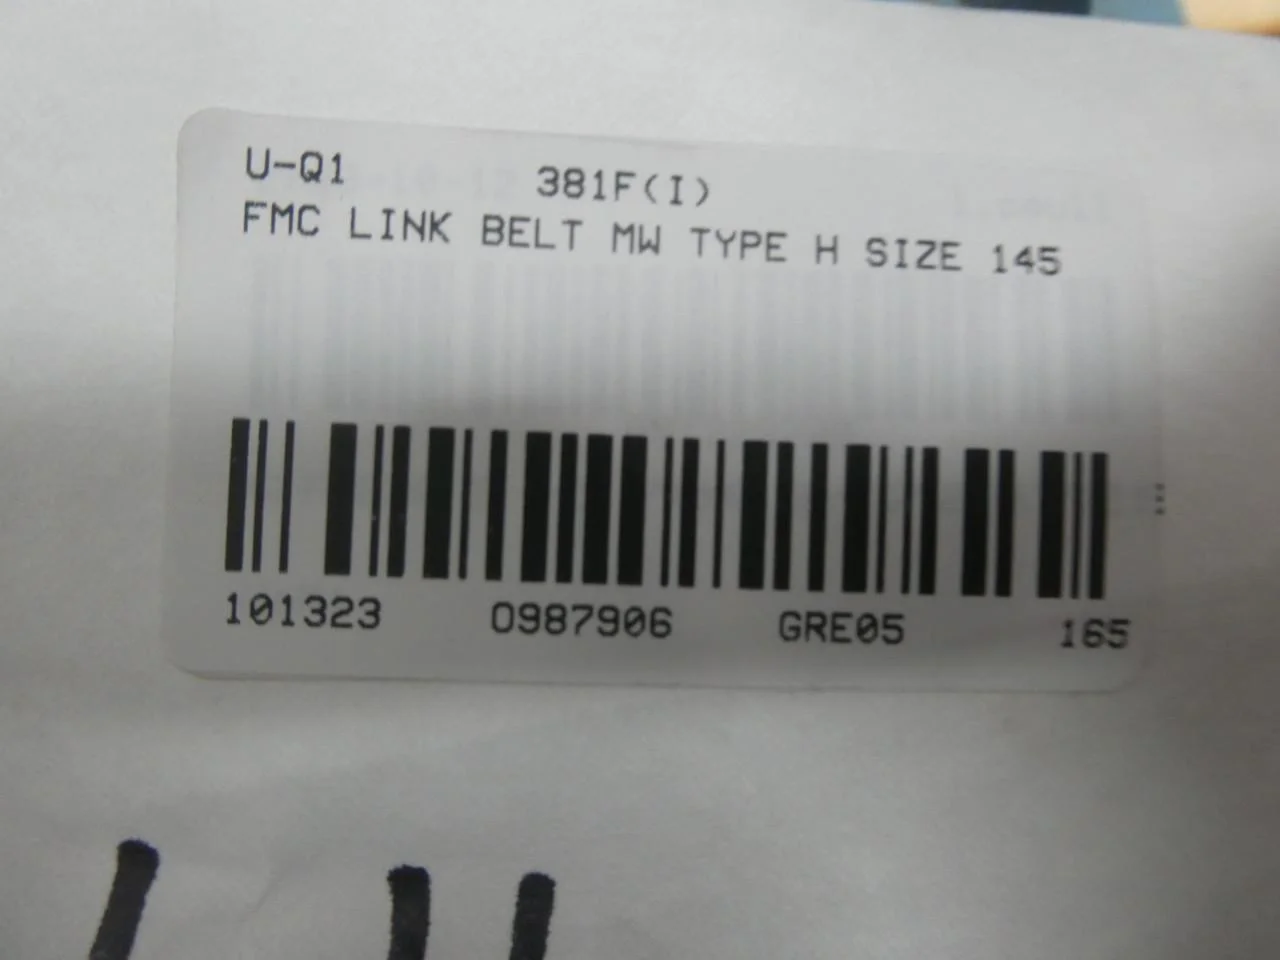 U-Q1 381F(I)
FMC LINK BELT MW TYPE H SIZE 145
101323 0987906 GRE05 165